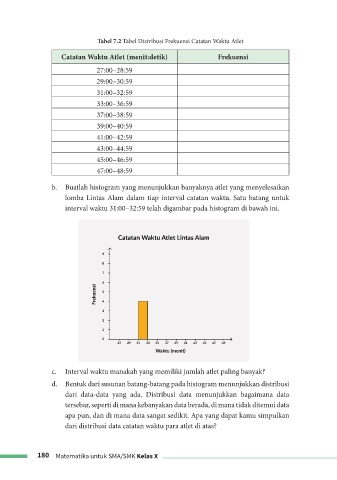 Tabel 7.2 Tabel Distribusi Frekuensi Catatan Waktu Atlet
Catatan Waktu Atlet (menit:detik) Frekuensi
27:00–28:59
29:00–30:59
31:00–32:59
33:00–36:59
37:00–38:59
39:00–40:59
41:00–42:59
43:00–44:59
45:00–46:59
47:00–48:59
b. Buatlah histogram yang menunjukkan banyaknya atlet yang menyelesaikan
lomba Lintas Alam dalam tiap interval catatan waktu. Satu batang untuk
interval waktu 31:00–32:59 telah digambar pada histogram di bawah ini.
Catatan Waktu Atlet Lintas Alam
Frekuensi
9
8
7
6
5
4
3
2
1
0
27 29 31 33 37 39 41 43 45 47 49
Waktu (menit)
c. Interval waktu manakah yang memiliki jumlah atlet paling banyak?
d. Bentuk dari susunan batang-batang pada histogram menunjukkan distribusi
dari data-data yang ada. Distribusi data menunjukkan bagaimana data
tersebar, seperti di mana kebanyakan data berada, di mana tidak ditemui data
apa pun, dan di mana data sangat sedikit. Apa yang dapat kamu simpulkan
dari distribusi data catatan waktu para atlet di atas?
180 Matematika untuk SMA/SMK Kelas X